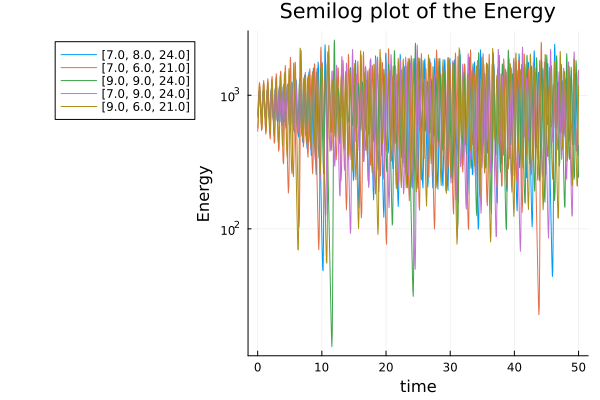 Semilog plot of the Energy
[7.0, 8.0, 24.0]
[7.0, 6.0, 21.0]
[9.0, 9.0, 24.0]
[7.0, 9.0, 24.0]
[9.0, 6.0, 21.0]
Energy
10³
10²
0 10 20 30 40 50
time